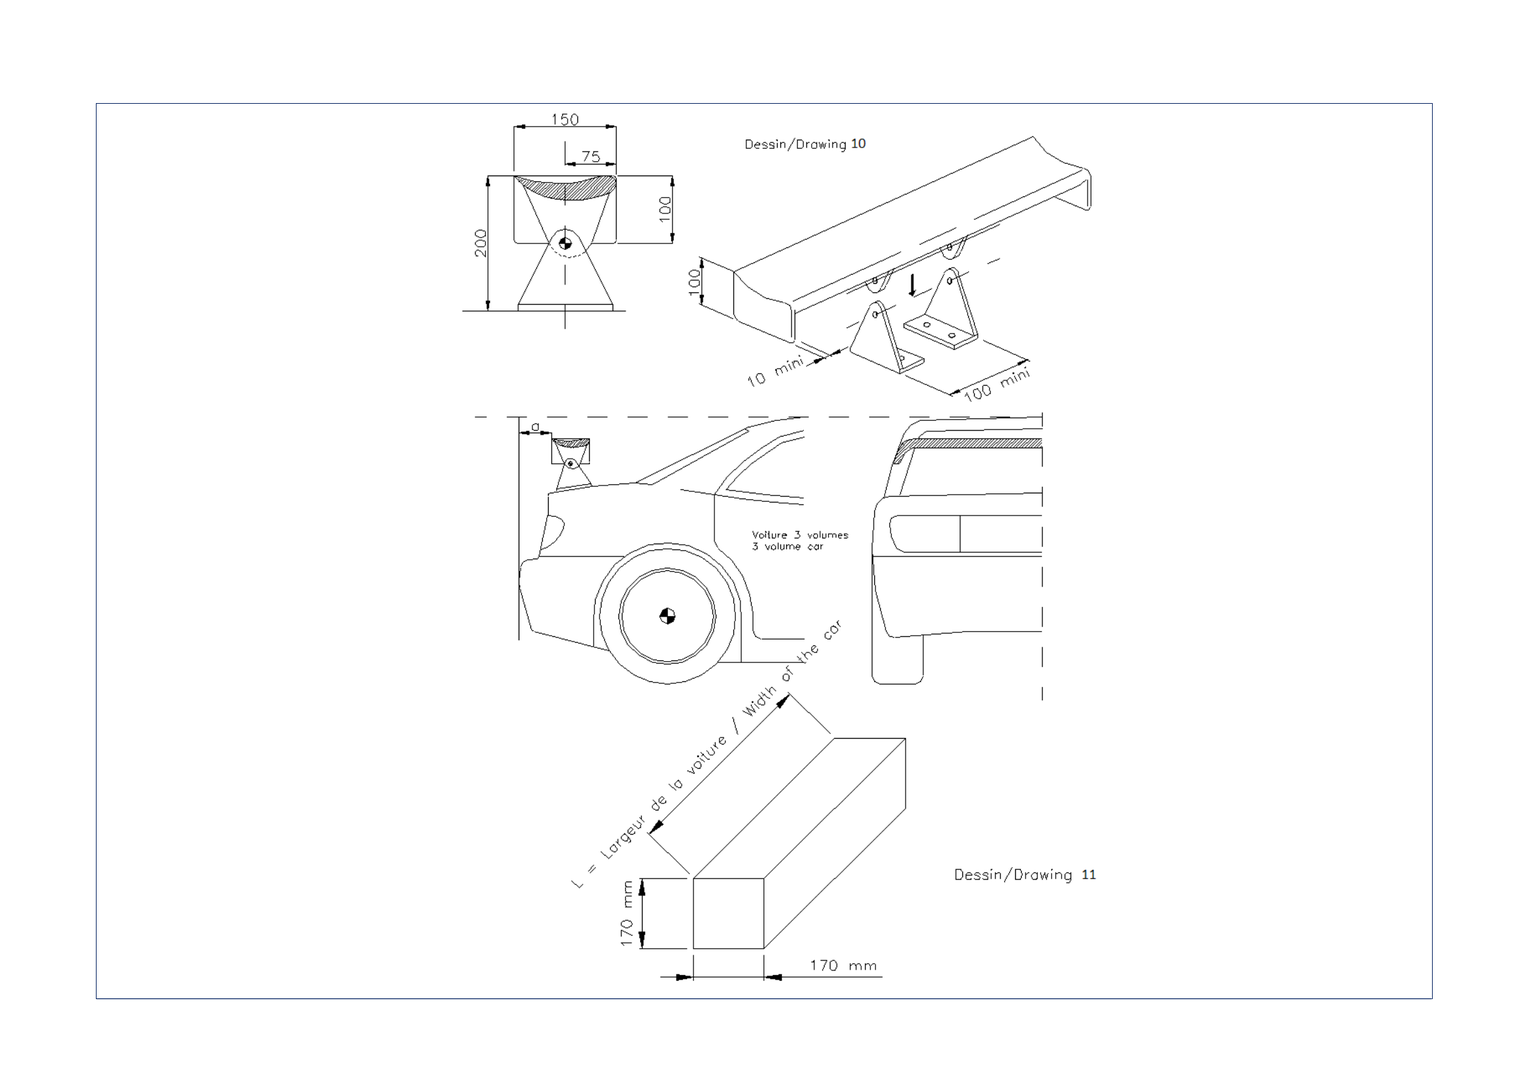 150
75
Dessin/Drawing 10
200
100
100
10 mini
100 mini
a
Voiture 3 volumes
3 volume car
L = Largeur de la voiture / Width of the car
Dessin/Drawing 11
170 mm
170 mm